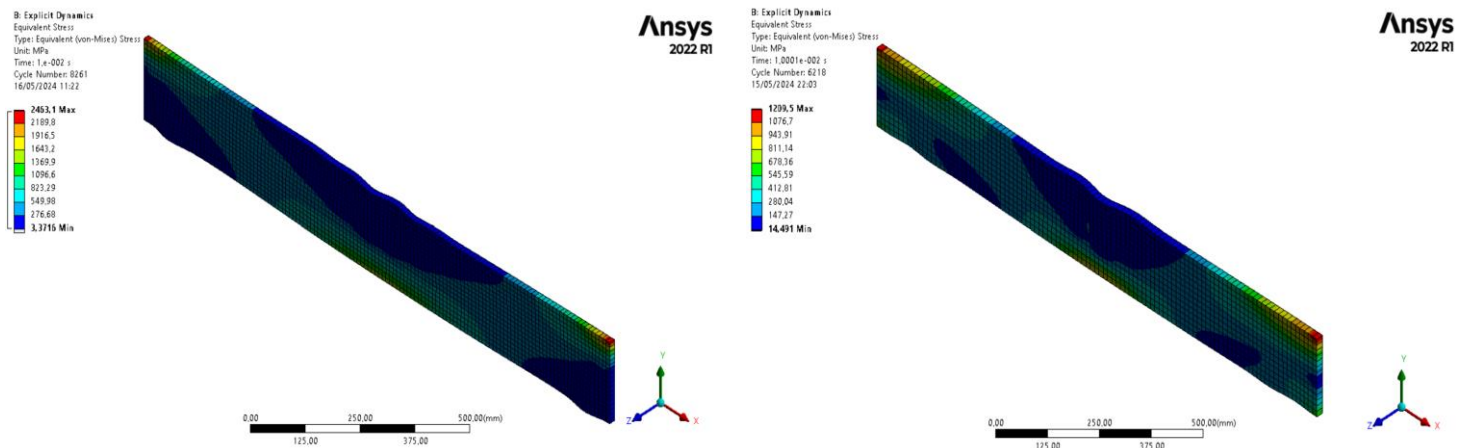 B: Explicit Dynamics
Equivalent Stress
Type: Equivalent (von-Mises) Stress
Unit: MPa
Time: 1,e-002 s
Cycle Number: 8261
16/05/2024 11:22
2463,1 Max
2189,8
1916,5
1643,2
1369,9
1096,6
823,29
549,98
276,68
3,3716 Min
Ansys
2022 R1
0,00
250,00
500,00(mm)
125,00
375,00
Y
Z
X
B: Explicit Dynamics
Equivalent Stress
Type: Equivalent (von-Mises) Stress
Unit: MPa
Time: 1,0001e-002 s
Cycle Number: 6218
15/05/2024 22:03
1209,5 Max
1076,7
943,91
811,14
678,36
545,59
412,81
280,04
147,27
14,491 Min
Ansys
2022 R1
0,00
250,00
500,00(mm)
125,00
375,00
Y
Z
X